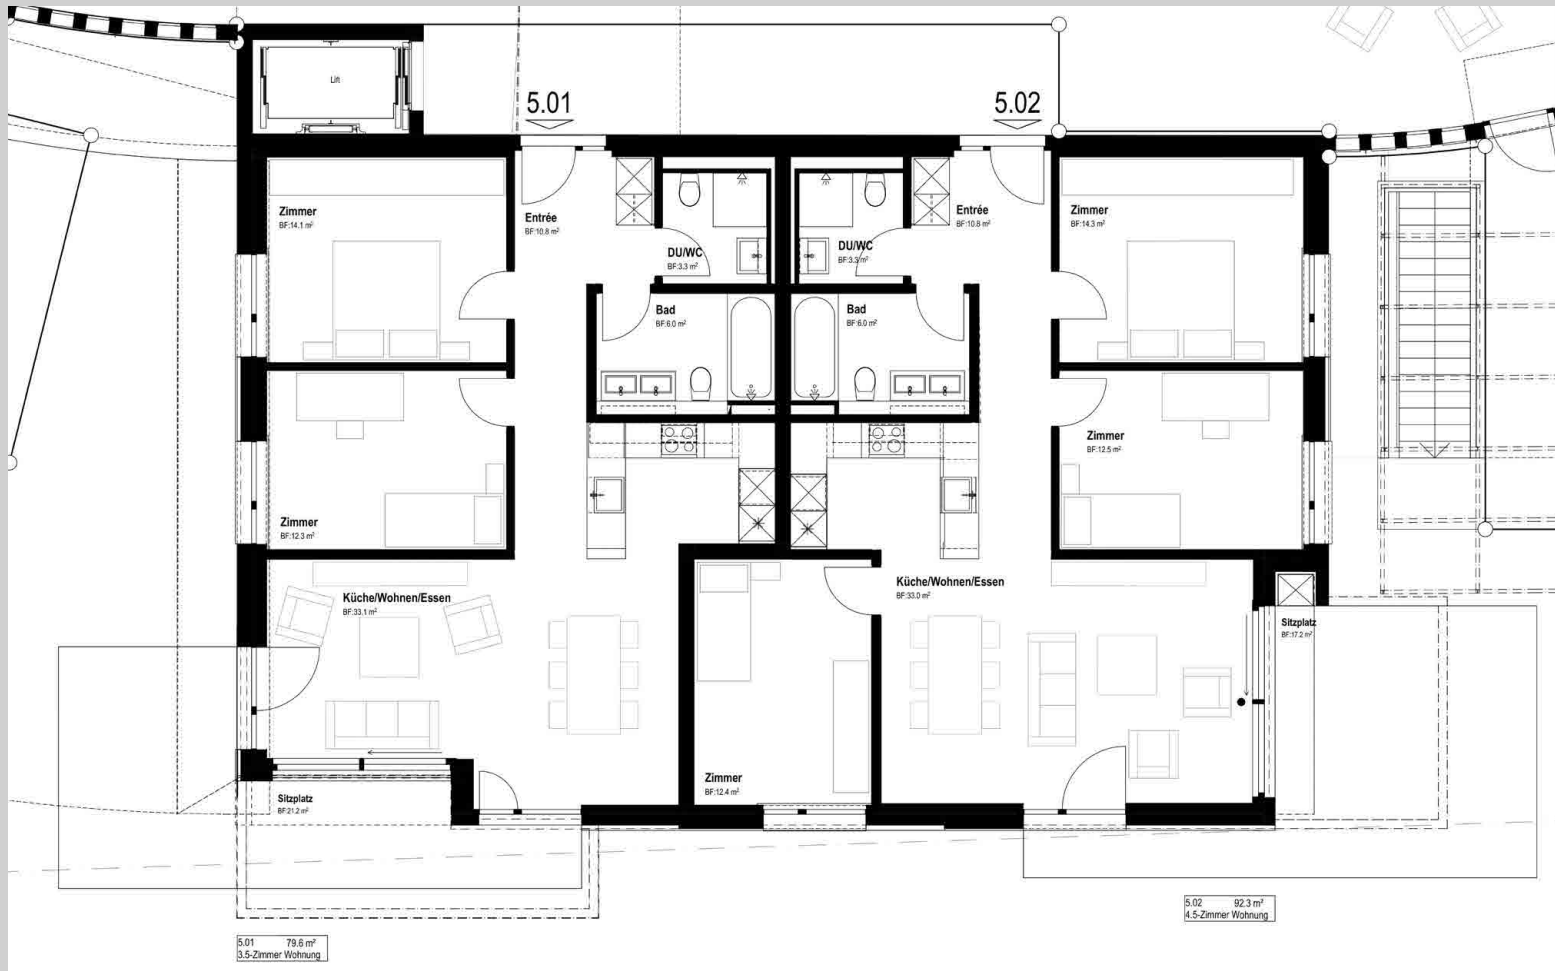 Lift
5.01
5.02
Zimmer
BF:14.1 m²
Entrée
BF:10.8 m²
DU/WC
BF:3.3 m²
DU/WC
BF:3.3 m²
Entrée
BF:10.8 m²
Zimmer
BF:14.3 m²
Bad
BF:6.0 m²
Bad
BF:6.0 m²
Zimmer
BF:12.3 m²
Zimmer
BF:12.5 m²
Küche/Wohnen/Essen
BF:33.1 m²
Küche/Wohnen/Essen
BF:33.0 m²
Sitzplatz
BF:17.2 m²
Zimmer
BF:12.4 m²
Sitzplatz
BF:21.2 m²
5.02 92.3 m²
4.5-Zimmer Wohnung
5.01 79.6 m²
3.5-Zimmer Wohnung